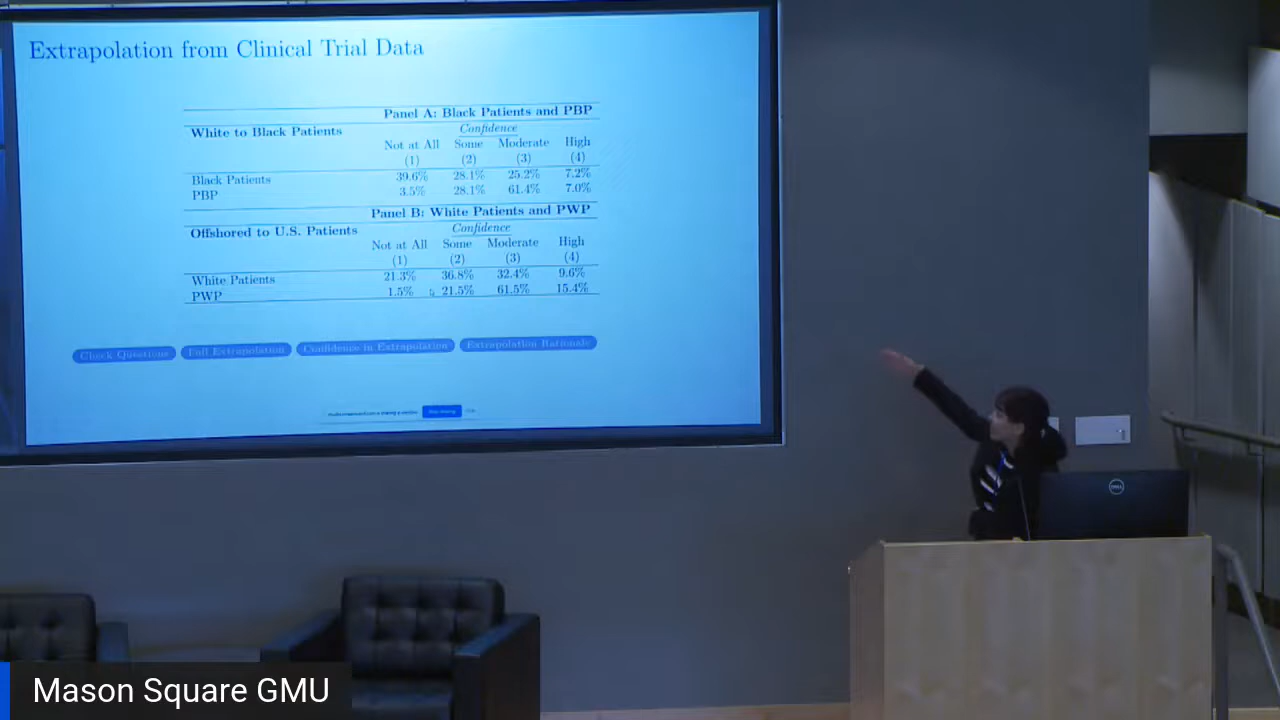 Extrapolation from Clinical Trial Data
Panel A: Black Patients and PBP
White to Black Patients
Confidence
Not at All Some Moderate High
(1) (2) (3) (4)
Black Patients 39.6% 28.1% 25.2% 7.2%
PBP 3.5% 28.1% 61.4% 7.0%
Panel B: White Patients and PWP
Offshored to U.S. Patients
Confidence
Not at All Some Moderate High
(1) (2) (3) (4)
White Patients 21.3% 36.8% 32.4% 9.6%
PWP 1.5% 21.5% 61.5% 15.4%
Check Questions Full Extrapolation Confidence in Extrapolation Extrapolation Rationale
Stop sharing
DELL
Mason Square GMU